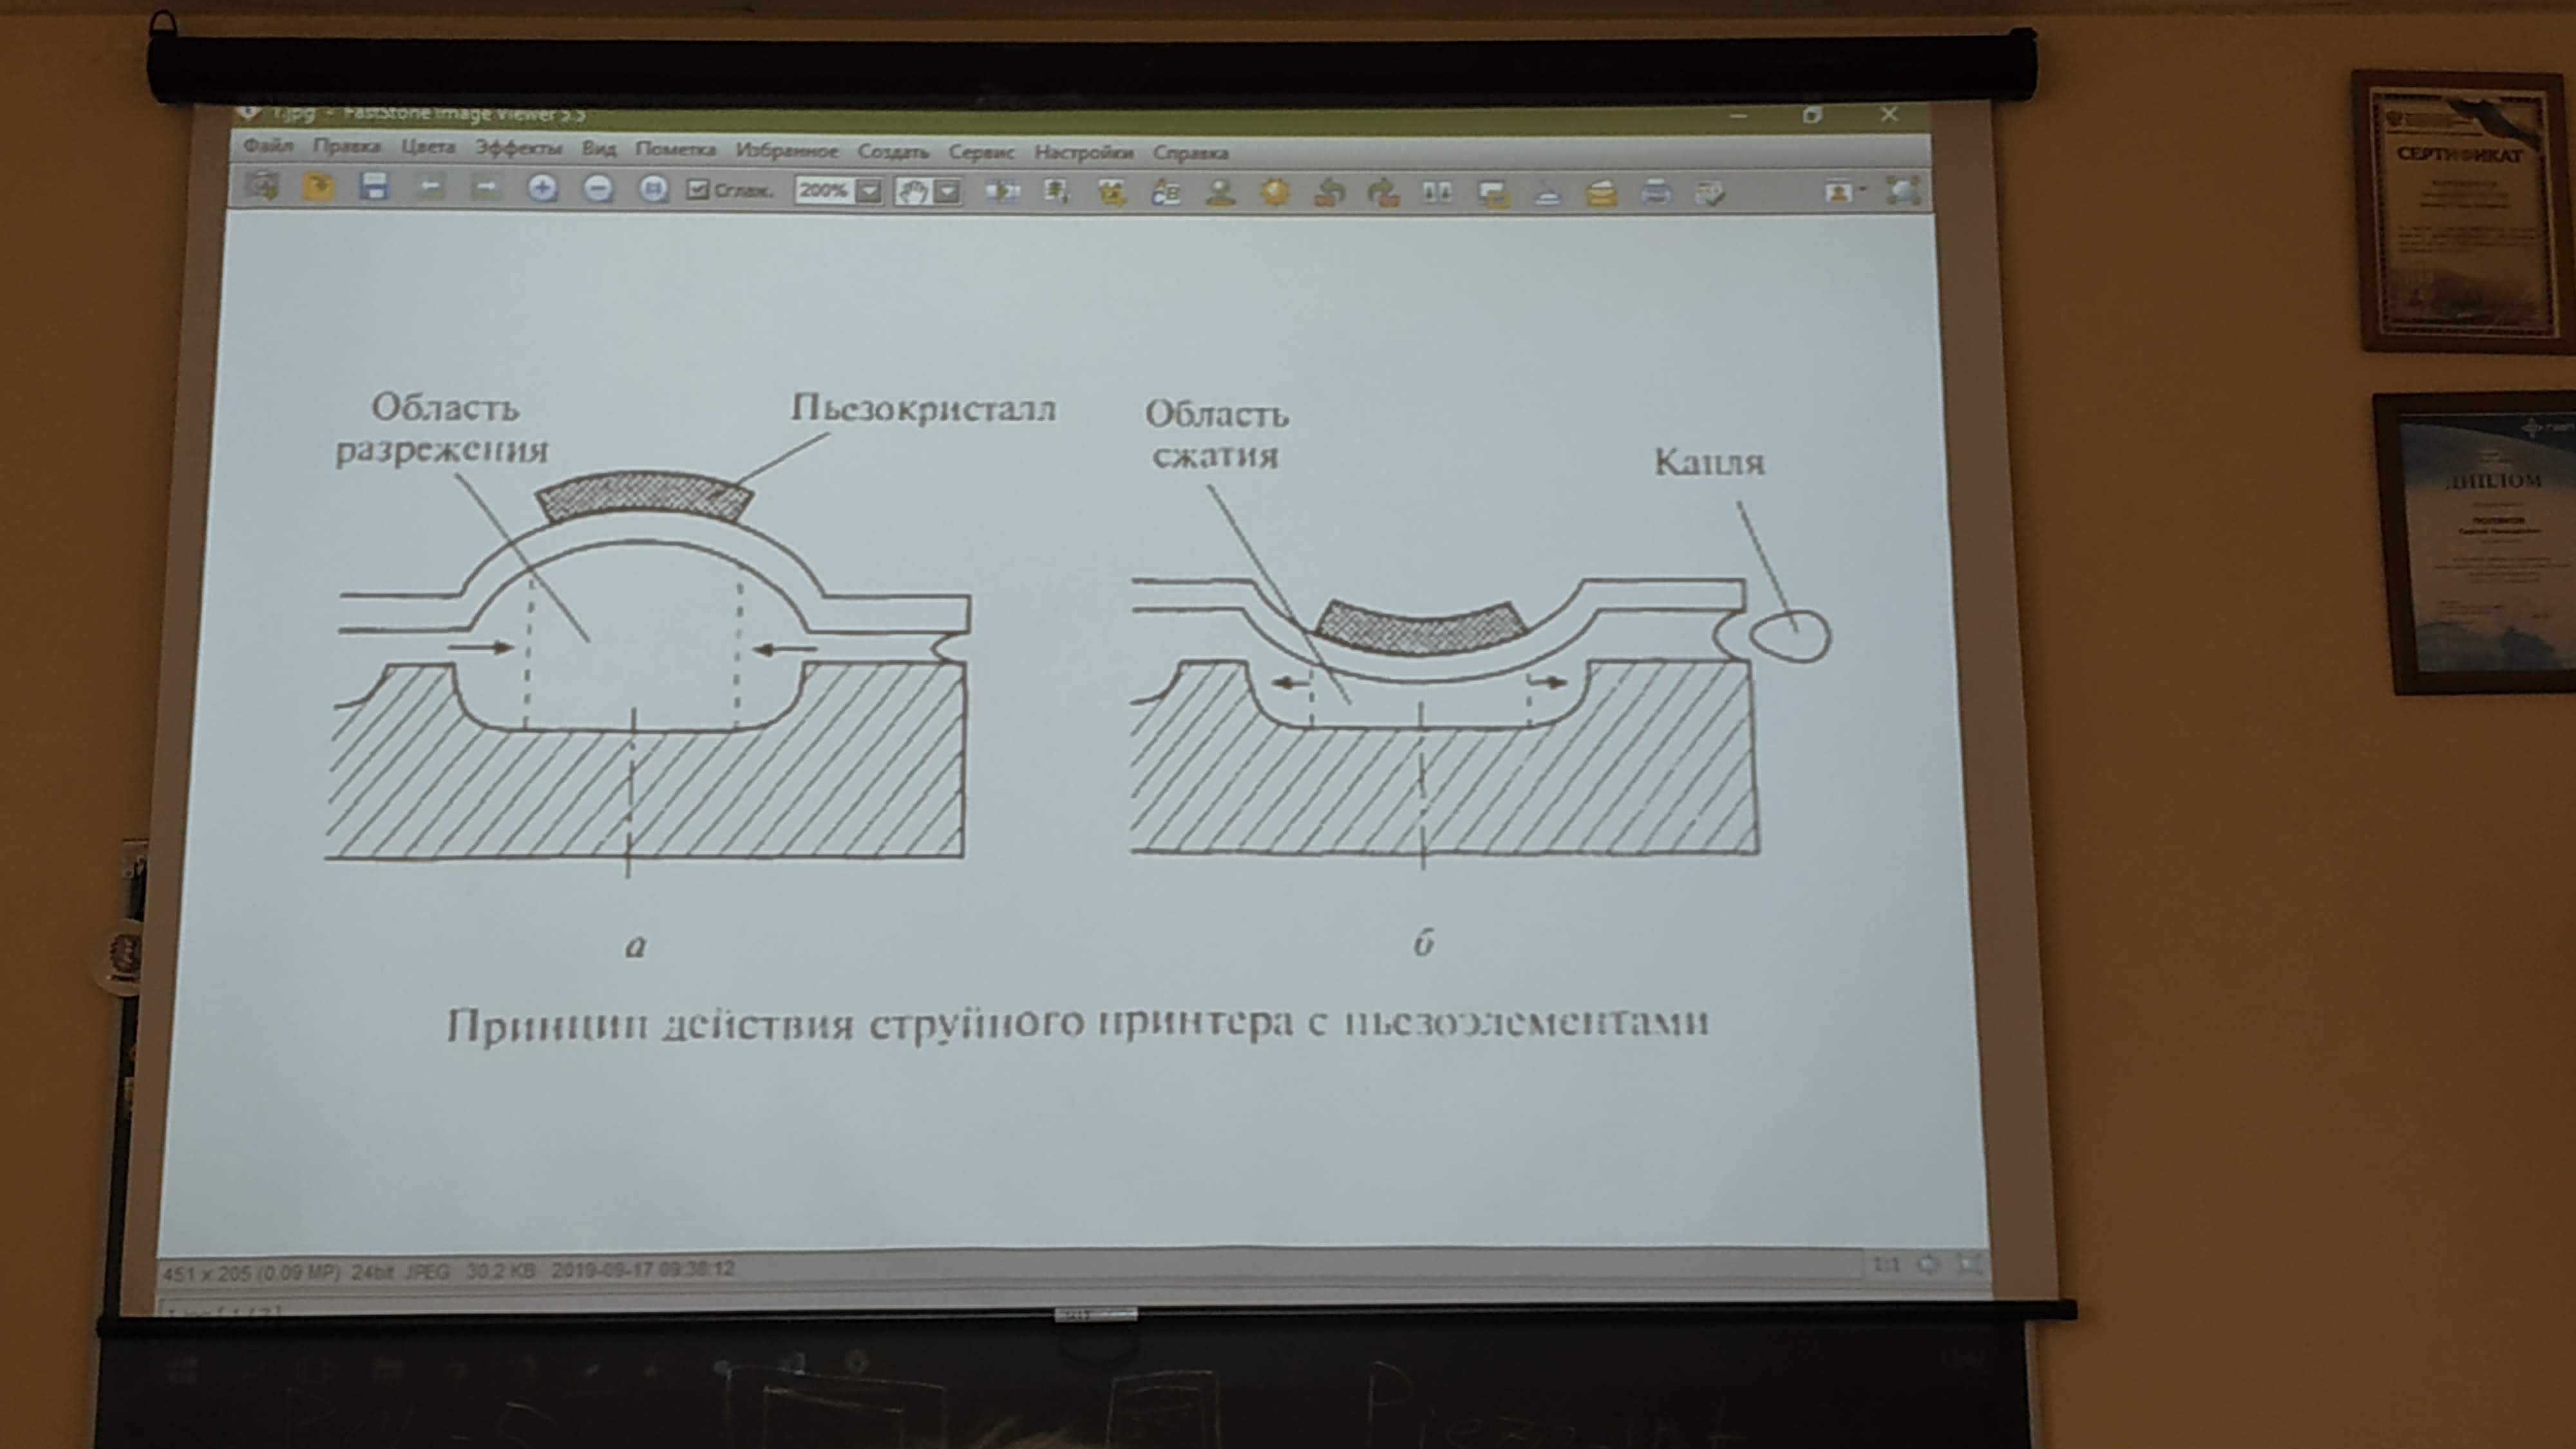 1.jpg - FastStone Image Viewer 5.5
Файл Правка Цвета Эффекты Вид Пометка Избранное Создать Сервис Настройки Справка
Сглаж. 200%
СЕРТИФИКАТ
Область разрежения
Пьезокристалл
Область сжатия
Капля
ДИПЛОМ
а
б
Принцип действия струйного принтера с пьезоэлементами
451 x 205 (0.09 MP) 24bit JPEG 30.2 KB 2019-09-17 09:38:12
1:1